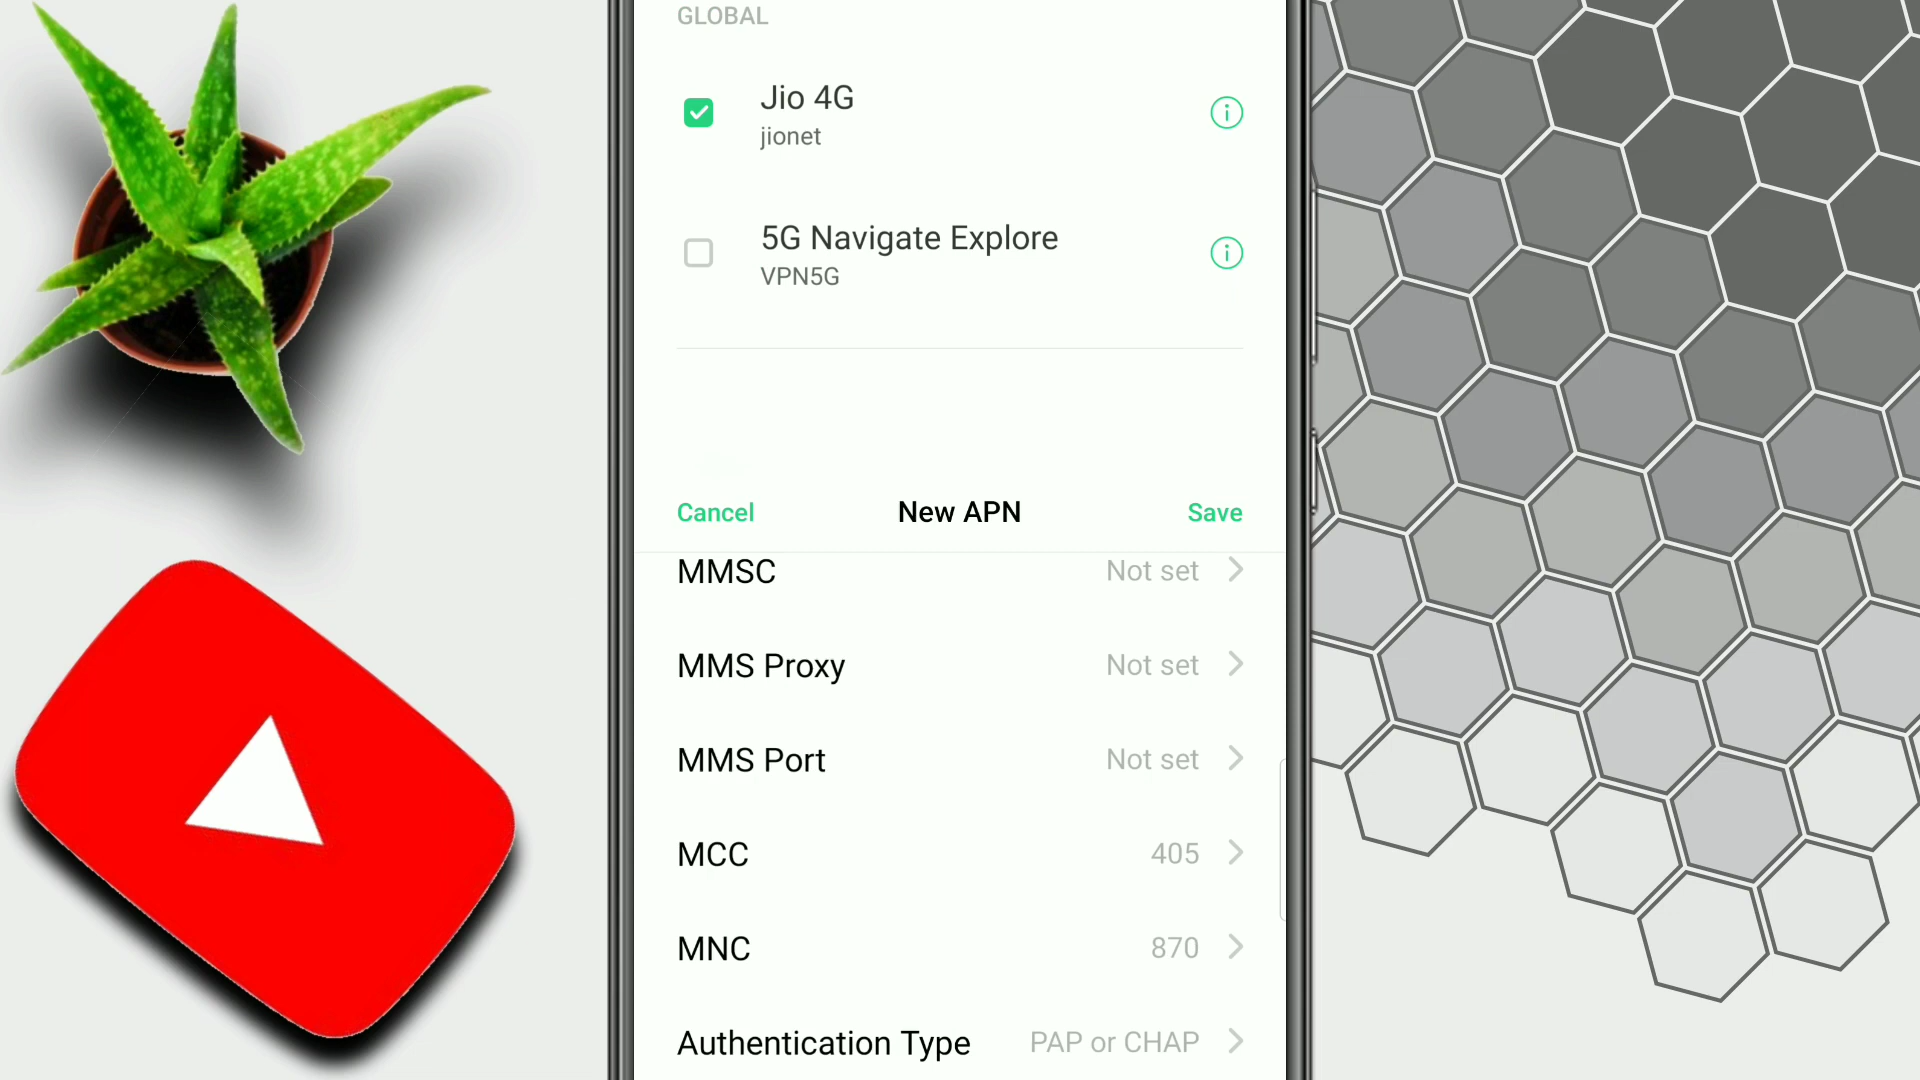 GLOBAL
Jio 4G
jionet
5G Navigate Explore
VPN5G
Cancel New APN Save
MMSC Not set
MMS Proxy Not set
MMS Port Not set
MCC 405
MNC 870
Authentication Type PAP or CHAP